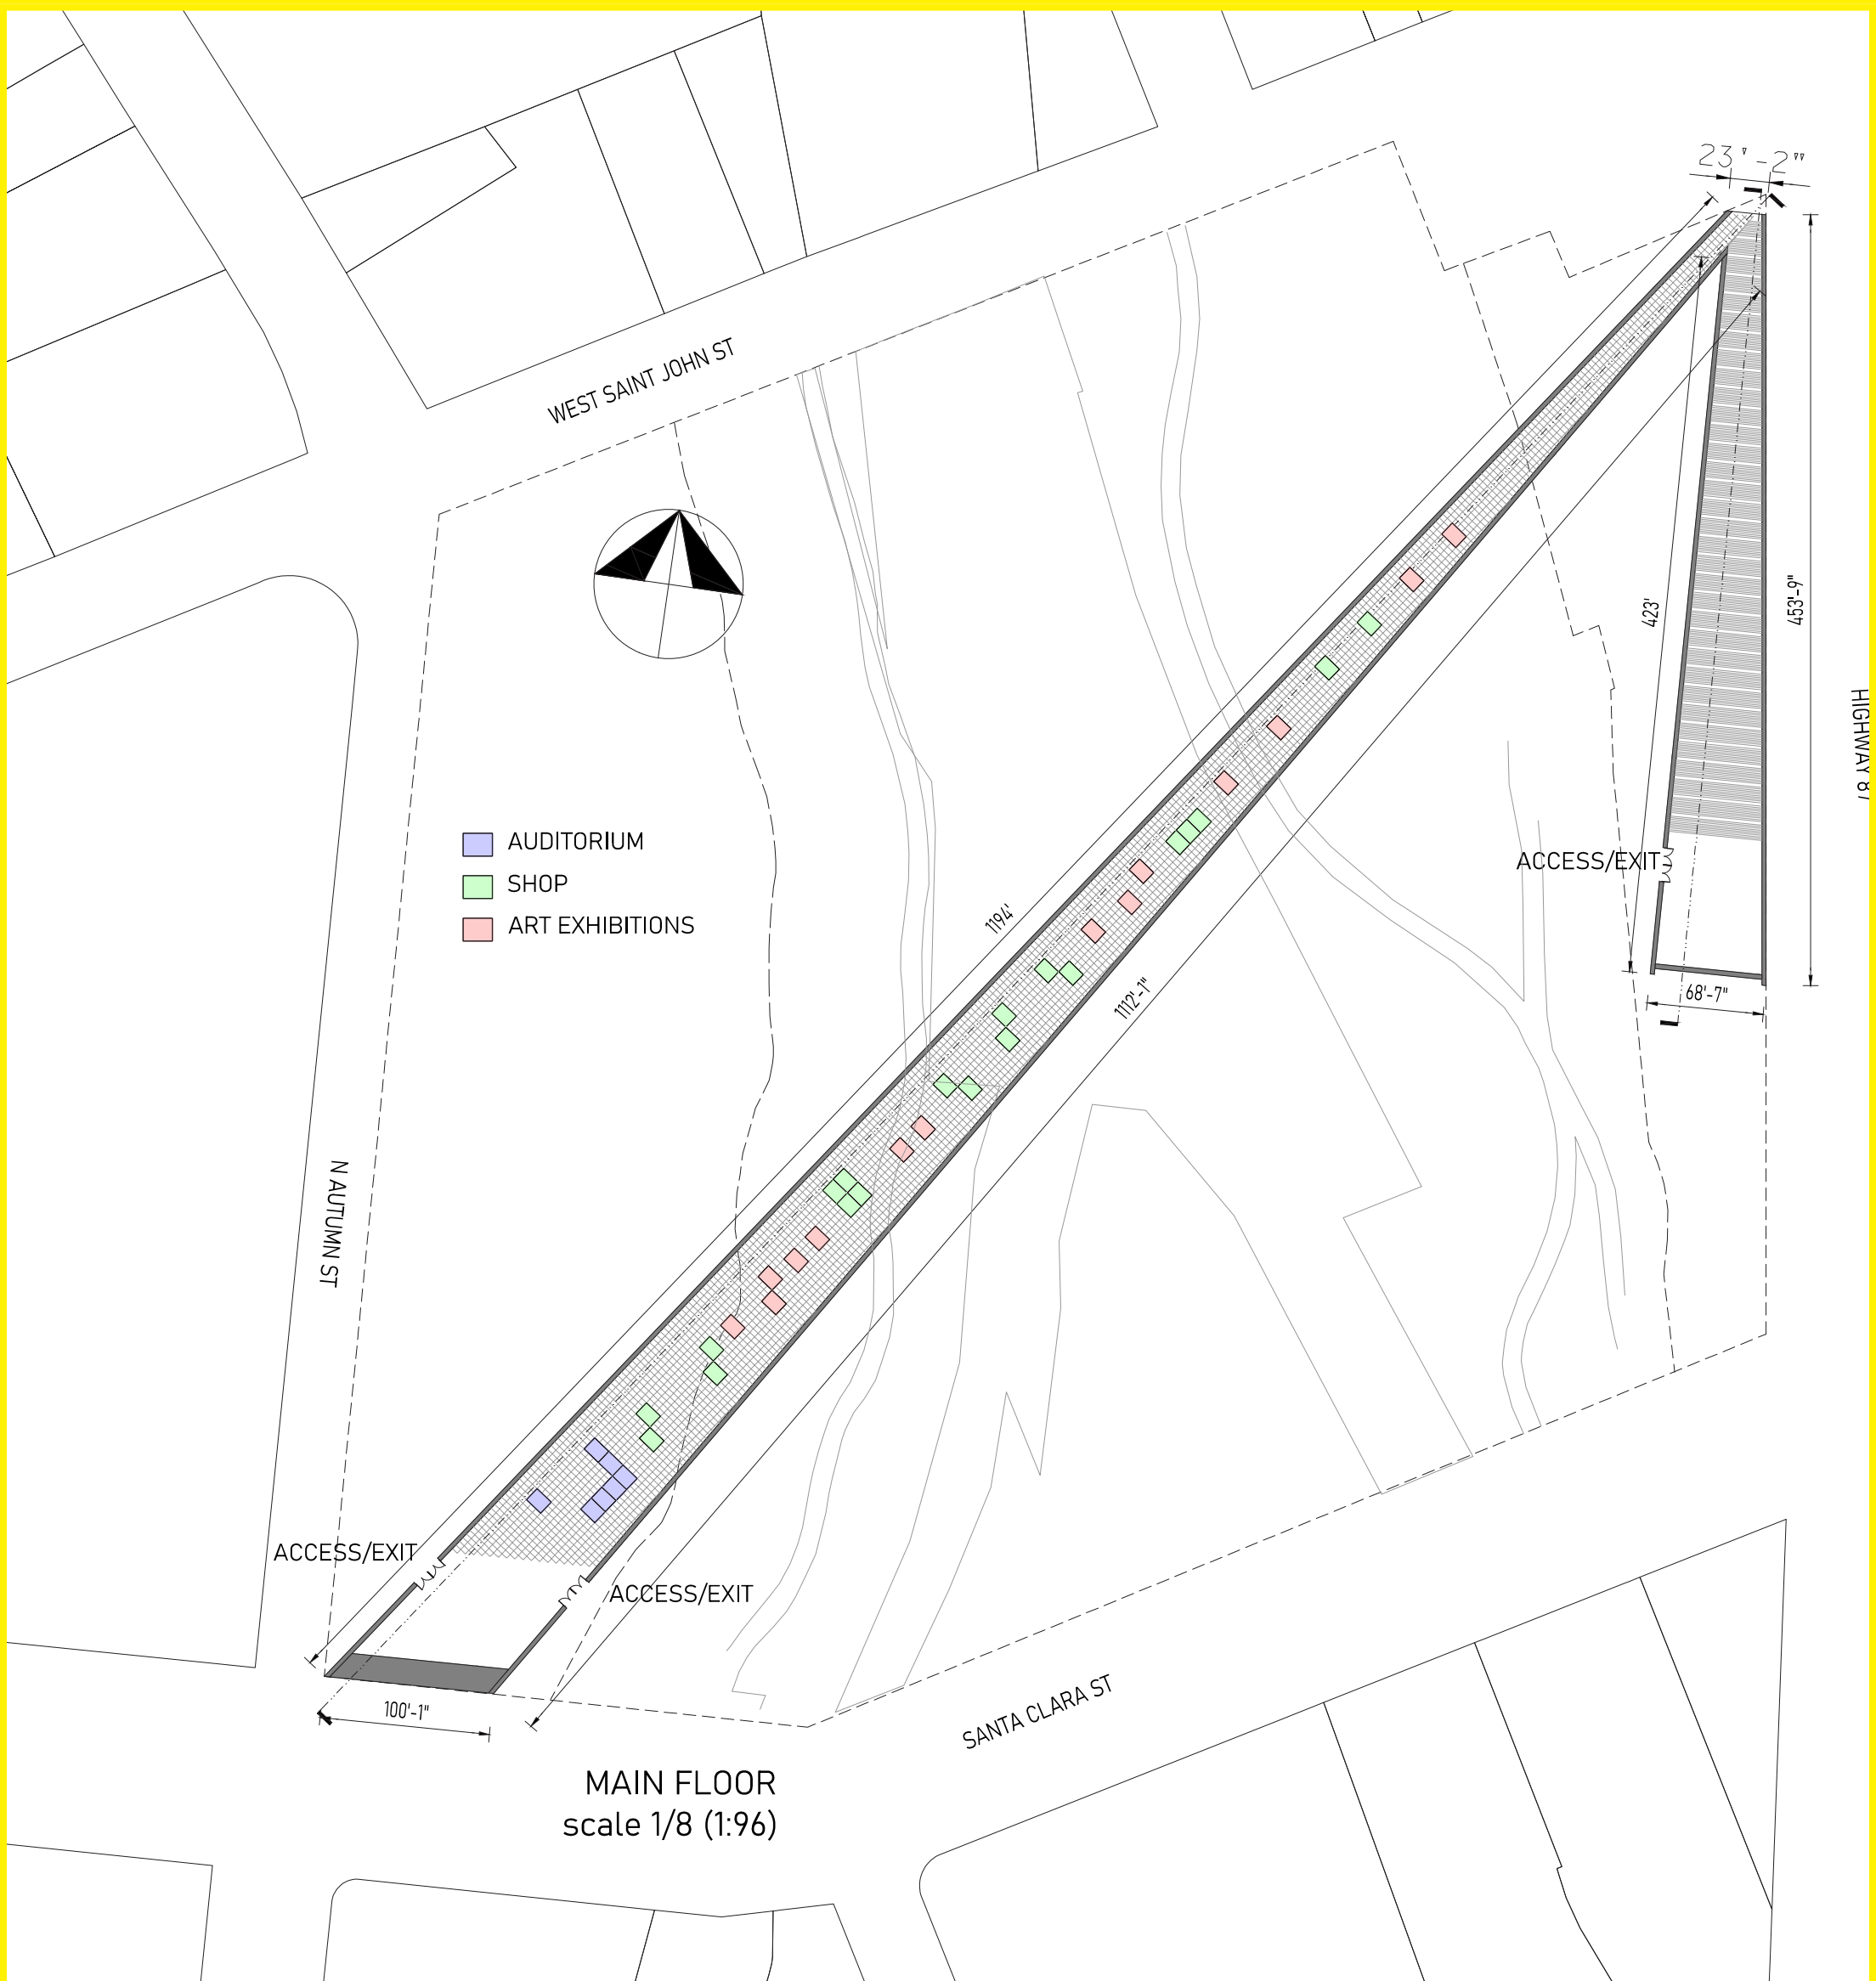 23'-2"
WEST SAINT JOHN ST
423'
453'-9"
HIGHWAY 87
AUDITORIUM
SHOP
ART EXHIBITIONS
ACCESS/EXIT
1194'
1112'-1"
68'-7"
N AUTUMN ST
ACCESS/EXIT
ACCESS/EXIT
100'-1"
SANTA CLARA ST
MAIN FLOOR
scale 1/8 (1:96)